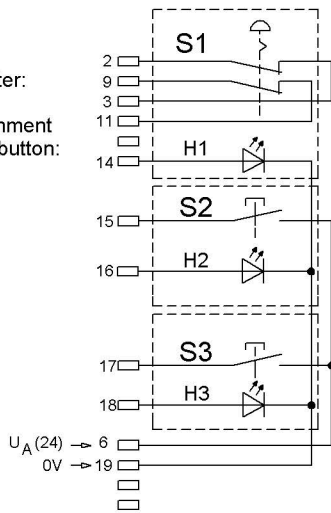 S1
2
ter:
9
3
nment
11
button:
14
H1
S2
15
H2
16
S3
17
H3
18
UA(24) → 6
0V → 19